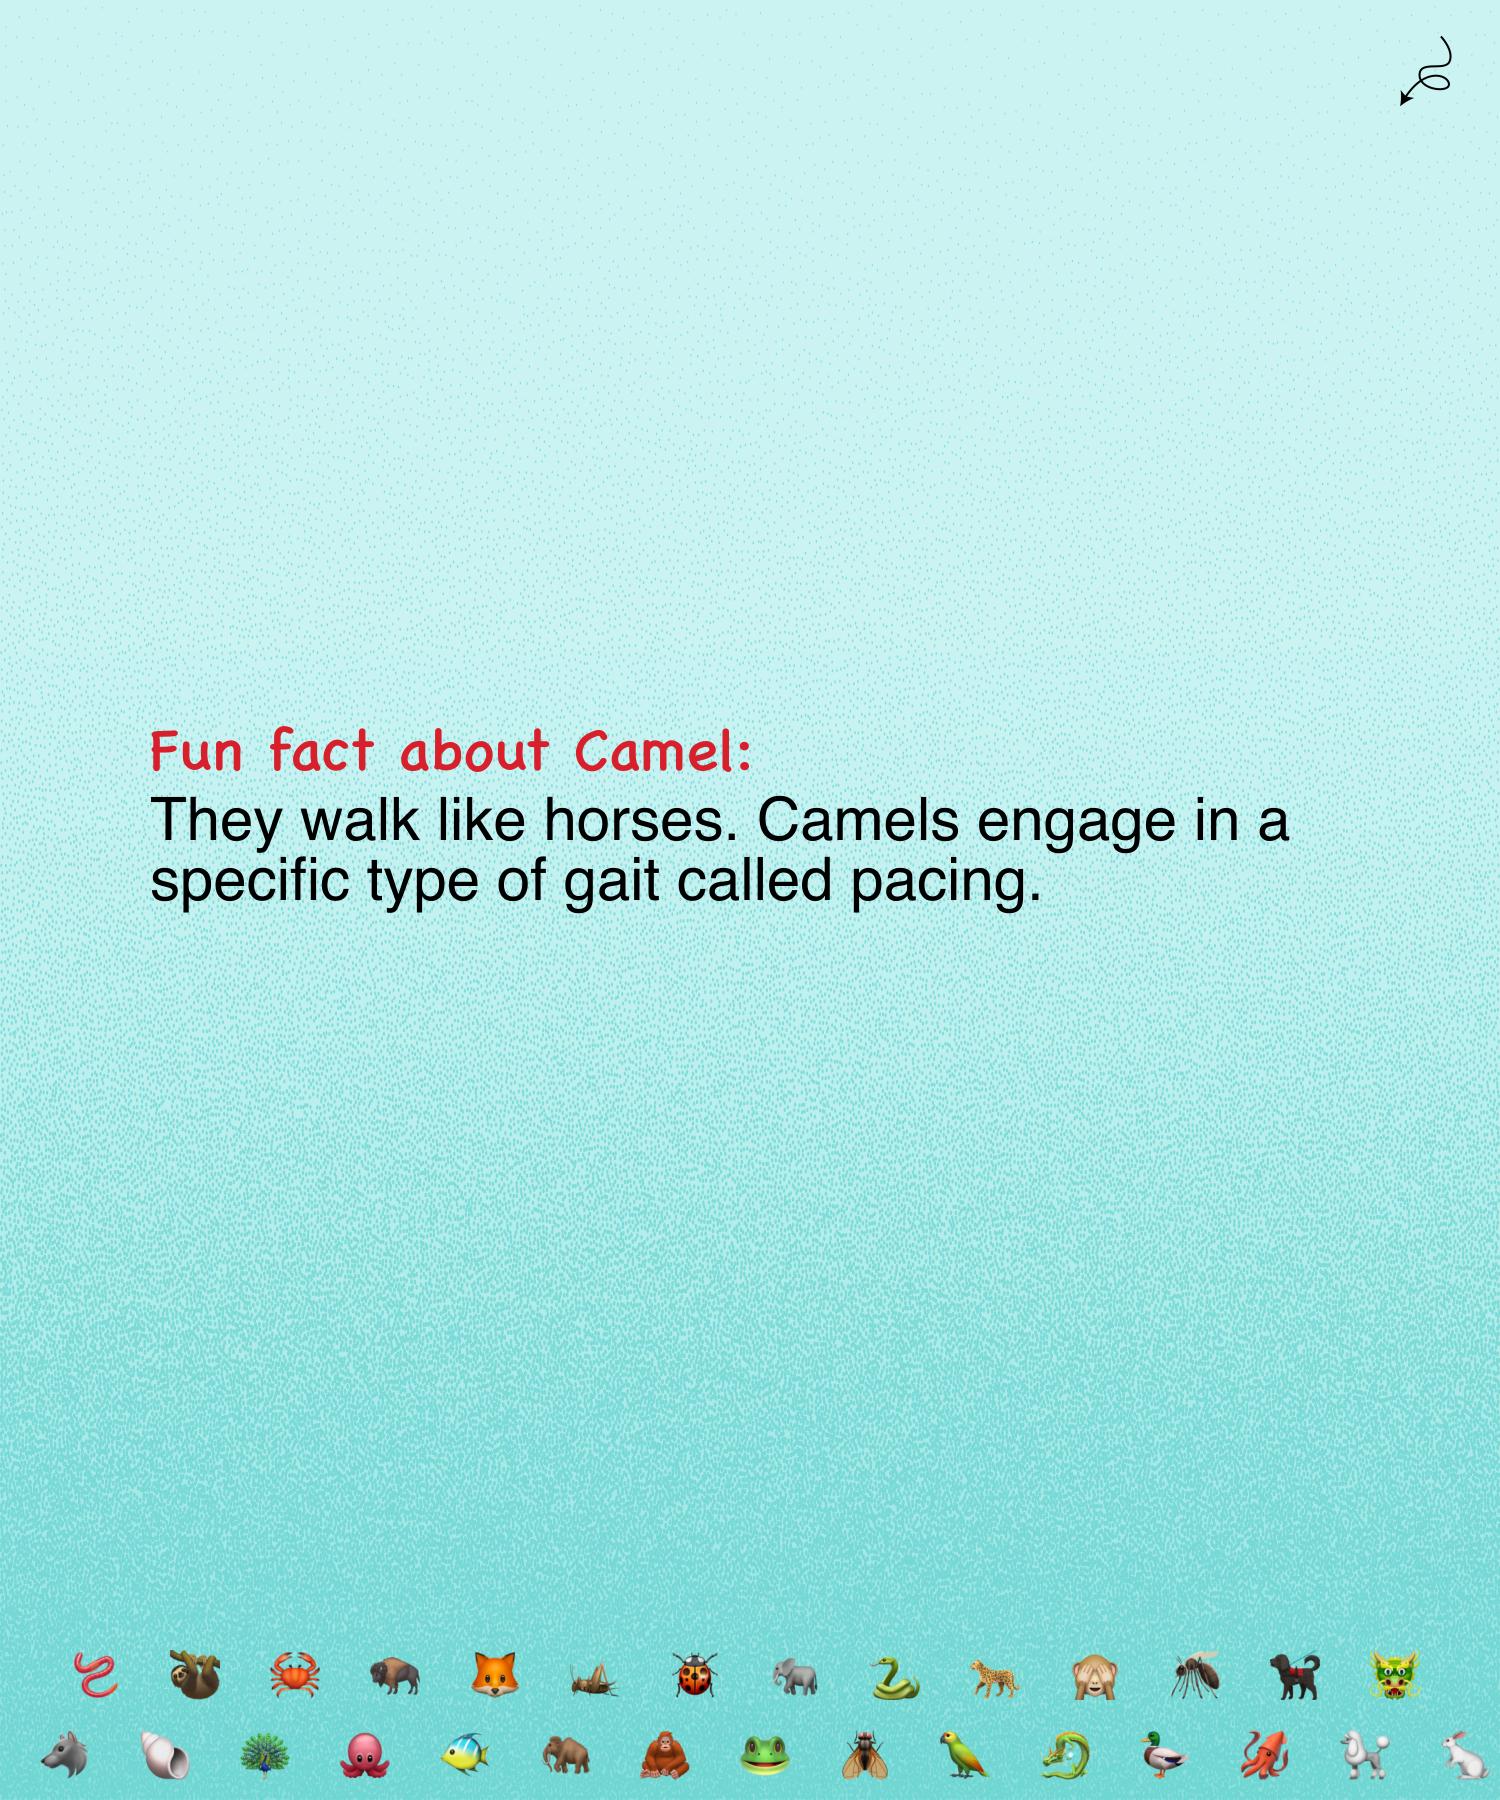 Fun fact about Camel:
They walk like horses. Camels engage in a
specific type of gait called pacing.